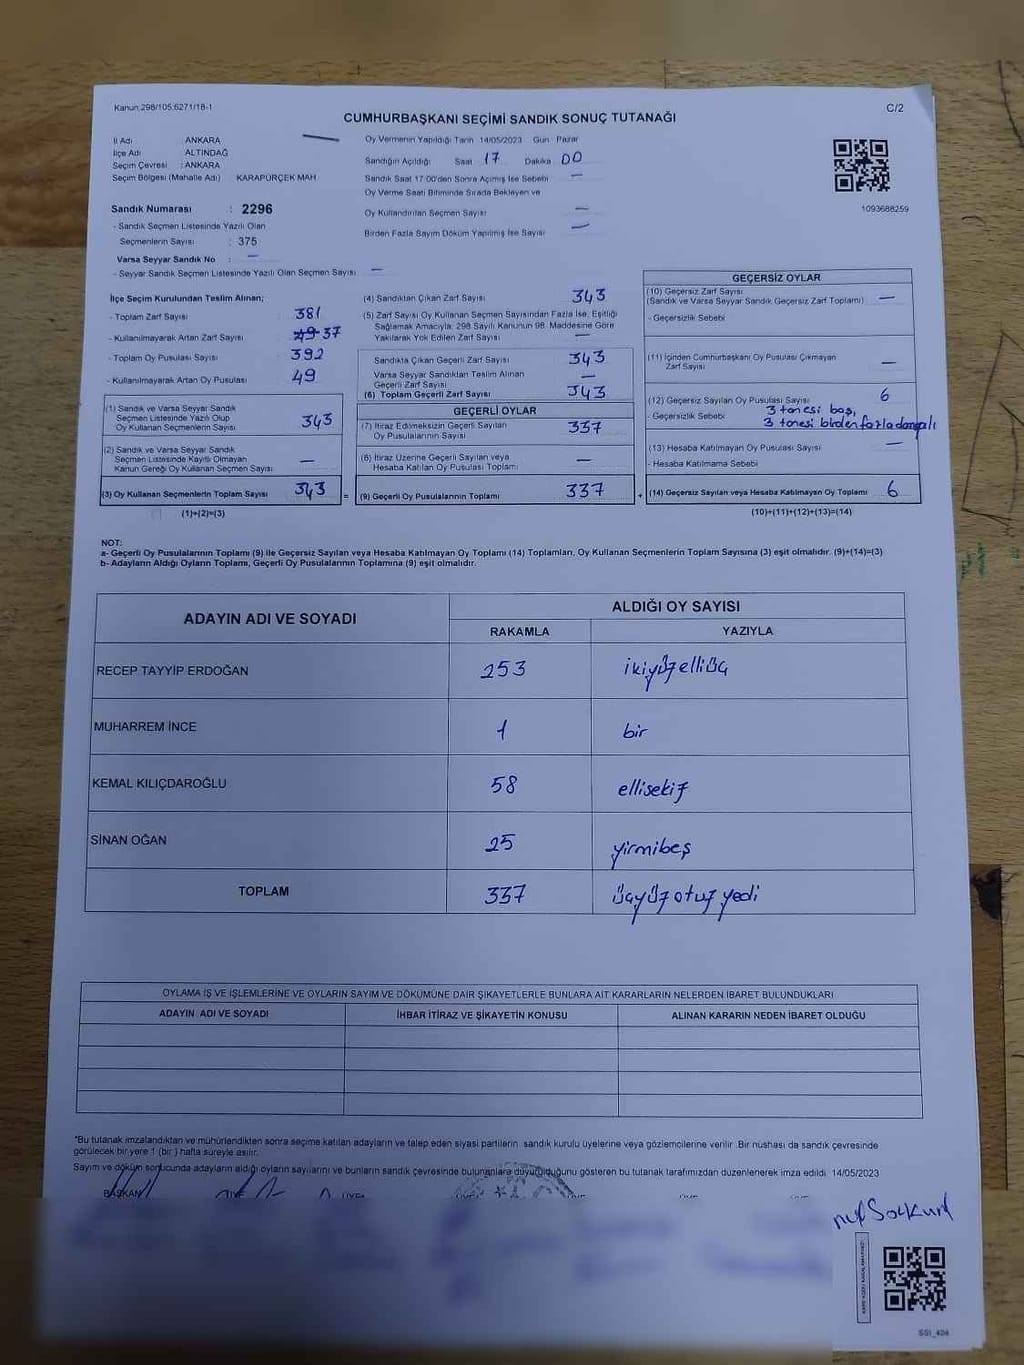 Kanun;298/105;6271/18-1
C/2
CUMHURBAŞKANI SEÇİMİ SANDIK SONUÇ TUTANAĞI
İl Adı ANKARA
İlçe Adı ALTINDAĞ
Seçim Çevresi : ANKARA
Seçim Bölgesi (Mahalle Adı) KARAPÜRÇEK MAH.
Sandık Numarası : 2296
- Sandık Seçmen Listesinde Yazılı Olan
Seçmenlerin Sayısı : 375
Varsa Seyyar Sandık No : —
- Seyyar Sandık Seçmen Listesinde Yazılı Olan Seçmen Sayısı —
Oy Vermenin Yapıldığı Tarih 14/05/2023 Gün Pazar
Sandığın Açıldığı Saat 17 Dakika 00
Sandık Saat 17:00'den Sonra Açılmış İse Sebebi —
Oy Verme Saati Bitiminde Sırada Bekleyen ve
Oy Kullandırılan Seçmen Sayısı —
Birden Fazla Sayım Döküm Yapılmış İse Sayısı —
1093688259
İlçe Seçim Kurulundan Teslim Alınan;
- Toplam Zarf Sayısı 381
- Kullanılmayarak Artan Zarf Sayısı 49 37
- Toplam Oy Pusulası Sayısı 392
- Kullanılmayarak Artan Oy Pusulası 49
(1) Sandık ve Varsa Seyyar Sandık
Seçmen Listesinde Yazılı Olup
Oy Kullanan Seçmenlerin Sayısı 343
(2) Sandık ve Varsa Seyyar Sandık
Seçmen Listesinde Kayıtlı Olmayan
Kanun Gereği Oy Kullanan Seçmen Sayısı —
(3) Oy Kullanan Seçmenlerin Toplam Sayısı 343 =
(1)+(2)=(3)
(4) Sandıktan Çıkan Zarf Sayısı 343
(5) Zarf Sayısı Oy Kullanan Seçmen Sayısından Fazla İse, Eşitliği
Sağlamak Amacıyla; 298 Sayılı Kanunun 98. Maddesine Göre
Yakılarak Yok Edilen Zarf Sayısı —
Sandıkta Çıkan Geçerli Zarf Sayısı 343
Varsa Seyyar Sandıktan Teslim Alınan
Geçerli Zarf Sayısı —
(6) Toplam Geçerli Zarf Sayısı 343
GEÇERLİ OYLAR
(7) İtiraz Edilmeksizin Geçerli Sayılan
Oy Pusulalarının Sayısı 337
(8) İtiraz Üzerine Geçerli Sayılan veya
Hesaba Katılan Oy Pusulası Toplamı —
(9) Geçerli Oy Pusulalarının Toplamı 337 +
GEÇERSİZ OYLAR
(10) Geçersiz Zarf Sayısı
(Sandık ve Varsa Seyyar Sandık Geçersiz Zarf Toplamı) —
- Geçersizlik Sebebi
(11) İçinden Cumhurbaşkanı Oy Pusulası Çıkmayan
Zarf Sayısı —
(12) Geçersiz Sayılan Oy Pusulası Sayısı 6
- Geçersizlik Sebebi 3 tanesi boş,
3 tanesi birden fazla damgalı
(13) Hesaba Katılmayan Oy Pusulası Sayısı —
- Hesaba Katılmama Sebebi
(14) Geçersiz Sayılan veya Hesaba Katılmayan Oy Toplamı 6
(10)+(11)+(12)+(13)=(14)
NOT:
a- Geçerli Oy Pusulalarının Toplamı (9) ile Geçersiz Sayılan veya Hesaba Katılmayan Oy Toplamı (14) Toplamları, Oy Kullanan Seçmenlerin Toplam Sayısına (3) eşit olmalıdır. (9)+(14)=(3)
b- Adayların Aldığı Oyların Toplamı, Geçerli Oy Pusulalarının Toplamına (9) eşit olmalıdır.
ADAYIN ADI VE SOYADI ALDIĞI OY SAYISI
RAKAMLA YAZIYLA
RECEP TAYYİP ERDOĞAN 253 ikiyüzelliüç
MUHARREM İNCE 1 bir
KEMAL KILIÇDAROĞLU 58 ellisekiz
SİNAN OĞAN 25 yirmibeş
TOPLAM 337 üçyüz otuz yedi
OYLAMA İŞ VE İŞLEMLERİNE VE OYLARIN SAYIM VE DÖKÜMÜNE DAİR ŞİKAYETLERLE BUNLARA AİT KARARLARIN NELERDEN İBARET BULUNDUKLARI
ADAYIN ADI VE SOYADI İHBAR İTİRAZ VE ŞİKAYETİN KONUSU ALINAN KARARIN NEDEN İBARET OLDUĞU
*Bu tutanak imzalandıktan ve mühürlendikten sonra seçime katılan adayların ve talep eden siyasi partilerin sandık kurulu üyelerine veya gözlemcilerine verilir. Bir nüshası da sandık çevresinde
görülecek bir yere 1 (bir) hafta süreyle asılır.
Sayım ve döküm sonucunda adayların aldığı oyların sayılarını ve bunların sandık çevresinde bulunanlara duyurulduğunu gösteren bu tutanak tarafımızdan düzenlenerek imza edildi. 14/05/2023
BAŞKAN ÜYE ÜYE ÜYE ÜYE
SSI_404